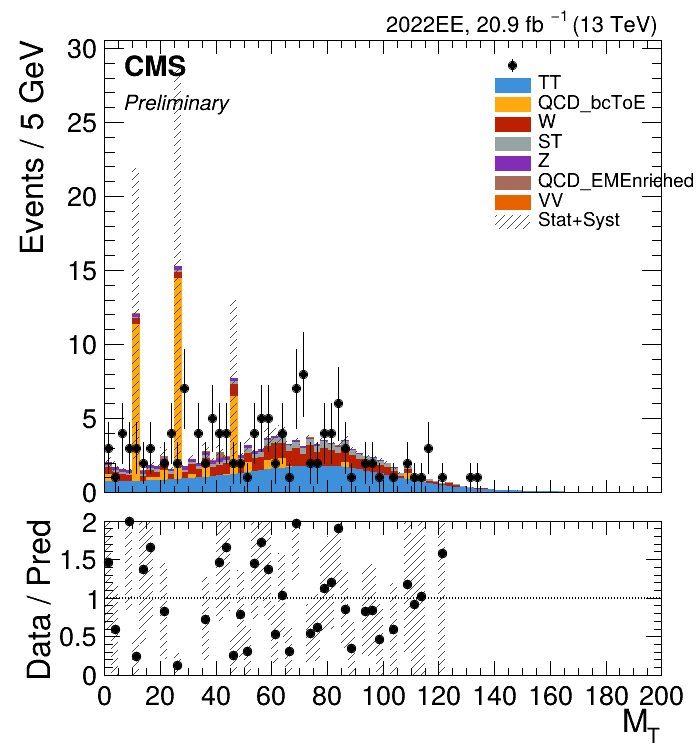 2022EE, 20.9 fb ⁻¹ (13 TeV)
CMS
Preliminary
TT
QCD_bcToE
W
ST
Z
QCD_EMEnriched
VV
Stat+Syst
Events / 5 GeV
30
25
20
15
10
5
0
Data / Pred
2
1.5
1
0.5
0
0 20 40 60 80 100 120 140 160 180 200
M_T